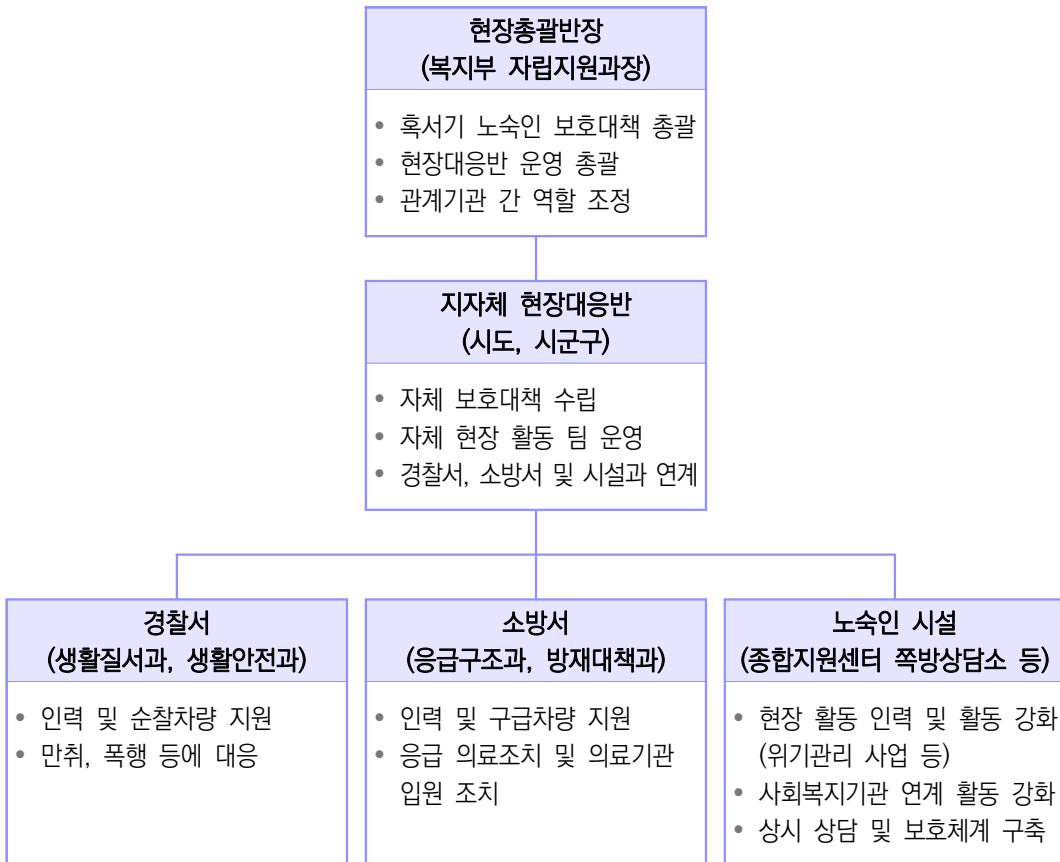 현장총괄반장
(복지부 자립지원과장)
• 혹서기 노숙인 보호대책 총괄
• 현장대응반 운영 총괄
• 관계기관 간 역할 조정
지자체 현장대응반
(시도, 시군구)
• 자체 보호대책 수립
• 자체 현장 활동 팀 운영
• 경찰서, 소방서 및 시설과 연계
경찰서
(생활질서과, 생활안전과)
• 인력 및 순찰차량 지원
• 만취, 폭행 등에 대응
소방서
(응급구조과, 방재대책과)
• 인력 및 구급차량 지원
• 응급 의료조치 및 의료기관
입원 조치
노숙인 시설
(종합지원센터 쪽방상담소 등)
• 현장 활동 인력 및 활동 강화
(위기관리 사업 등)
• 사회복지기관 연계 활동 강화
• 상시 상담 및 보호체계 구축